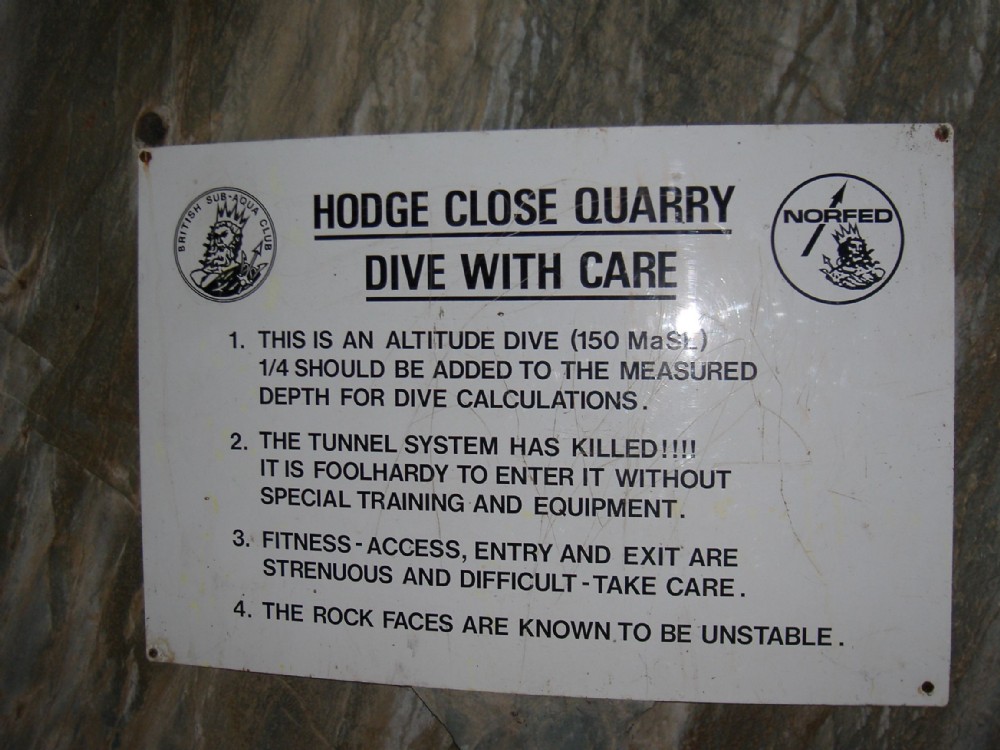 HODGE CLOSE QUARRY
DIVE WITH CARE
BRITISH SUB-AQUA CLUB
NORFED
1. THIS IS AN ALTITUDE DIVE (150 MaSL)
1/4 SHOULD BE ADDED TO THE MEASURED
DEPTH FOR DIVE CALCULATIONS.
2. THE TUNNEL SYSTEM HAS KILLED!!!!
IT IS FOOLHARDY TO ENTER IT WITHOUT
SPECIAL TRAINING AND EQUIPMENT.
3. FITNESS-ACCESS, ENTRY AND EXIT ARE
STRENUOUS AND DIFFICULT-TAKE CARE.
4. THE ROCK FACES ARE KNOWN TO BE UNSTABLE.